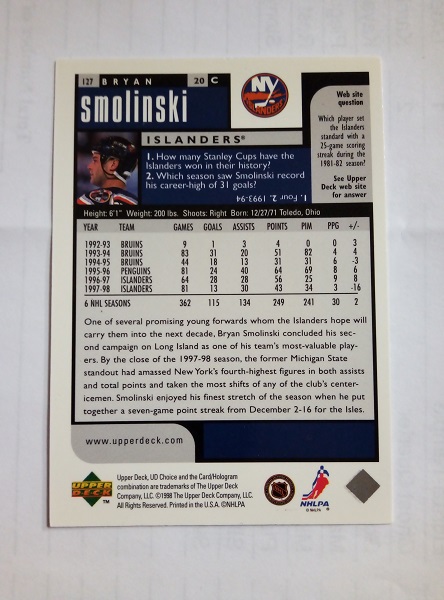 127 BRYAN 20 C
smolinski
NY
ISLANDERS
ISLANDERS®
1. How many Stanley Cups have the
Islanders won in their history?
2. Which season saw Smolinski record
his career-high of 31 goals?
1. Four 2. 1993-94
Web site
question
Which player set
the Islanders
standard with a
25-game scoring
streak during the
1981-82 season?
See Upper
Deck web site
for answer
Height: 6'1" Weight: 200 lbs. Shoots: Right Born: 12/27/71 Toledo, Ohio
YEAR TEAM GAMES GOALS ASSISTS POINTS PIM PPG +/-
1992-93 BRUINS 9 1 3 4 0 0 3
1993-94 BRUINS 83 31 20 51 82 4 4
1994-95 BRUINS 44 18 13 31 31 6 -3
1995-96 PENGUINS 81 24 40 64 69 8 6
1996-97 ISLANDERS 64 28 28 56 25 9 8
1997-98 ISLANDERS 81 13 30 43 34 3 -16
6 NHL SEASONS 362 115 134 249 241 30 2
One of several promising young forwards whom the Islanders hope will
carry them into the next decade, Bryan Smolinski concluded his sec-
ond campaign on Long Island as one of his team's most-valuable play-
ers. By the close of the 1997-98 season, the former Michigan State
standout had amassed New York's fourth-highest figures in both assists
and total points and taken the most shifts of any of the club's center-
icemen. Smolinski enjoyed his finest stretch of the season when he put
together a seven-game point streak from December 2-16 for the Isles.
www.upperdeck.com
UPPER
DECK
™
Upper Deck, UD Choice and the Card/Hologram
combination are trademarks of The Upper Deck
Company, LLC. ©1998 The Upper Deck Company, LLC.
All Rights Reserved. Printed in the U.S.A. ©NHLPA
NHL
NHLPA
© NHLPA